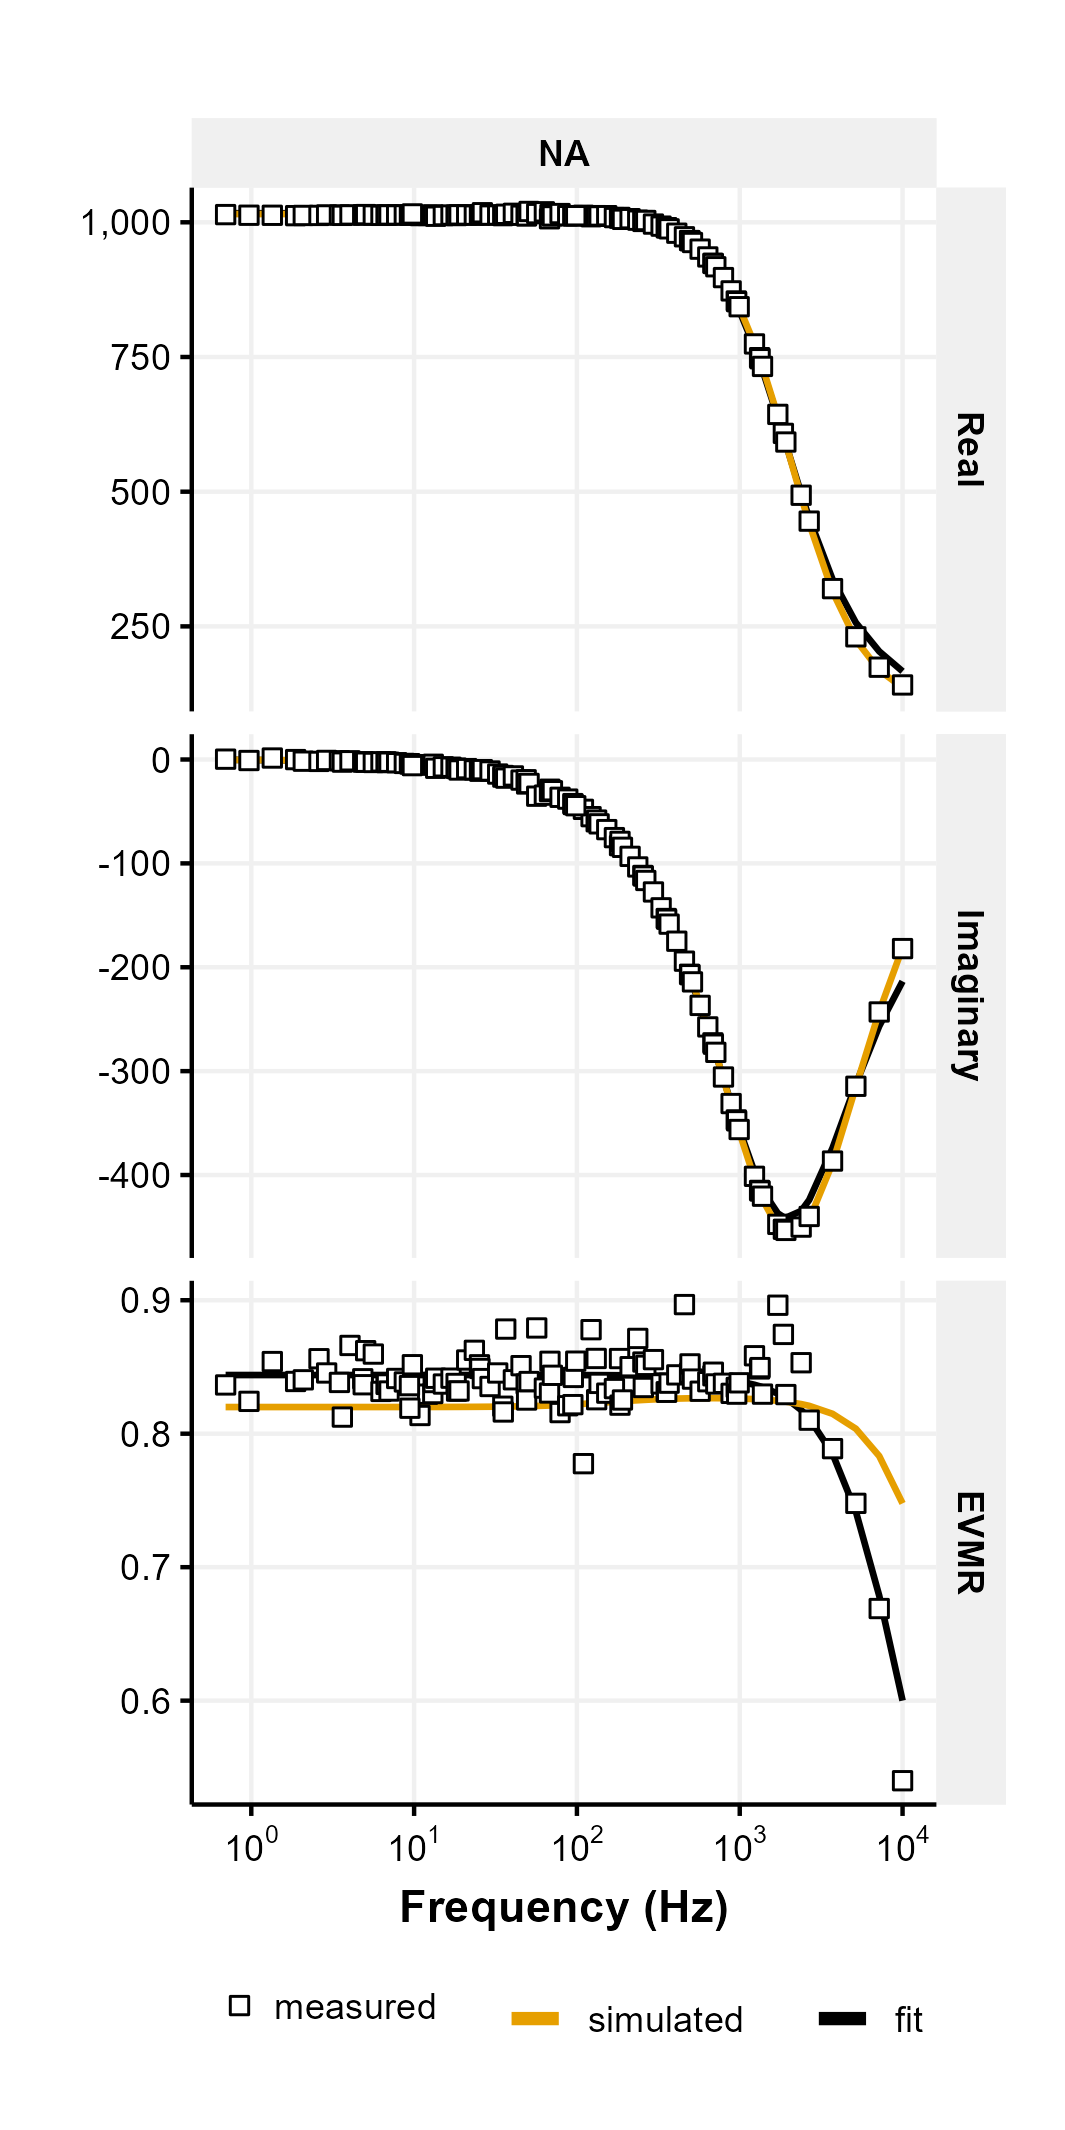 NA
1,000
750
500
250
Real
0
-100
-200
-300
-400
Imaginary
0.9
0.8
0.7
0.6
EVMR
10⁰ 10¹ 10² 10³ 10⁴
Frequency (Hz)
measured simulated fit